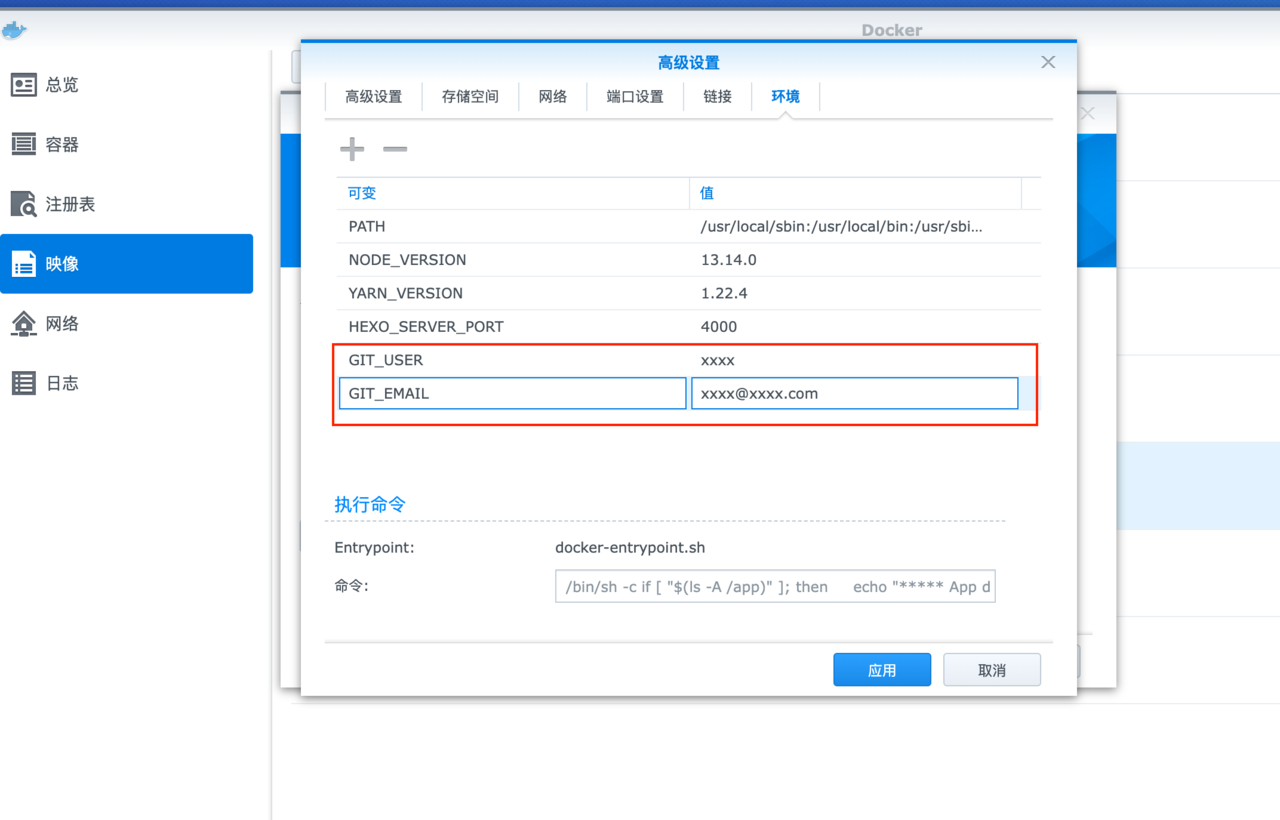 Docker
总览
容器
注册表
映像
网络
日志
高级设置
高级设置 存储空间 网络 端口设置 链接 环境
可变 值
PATH /usr/local/sbin:/usr/local/bin:/usr/sbi...
NODE_VERSION 13.14.0
YARN_VERSION 1.22.4
HEXO_SERVER_PORT 4000
GIT_USER xxxx
GIT_EMAIL xxxx@xxxx.com
执行命令
Entrypoint: docker-entrypoint.sh
命令: /bin/sh -c if [ "$(ls -A /app)" ]; then echo "***** App d
应用 取消